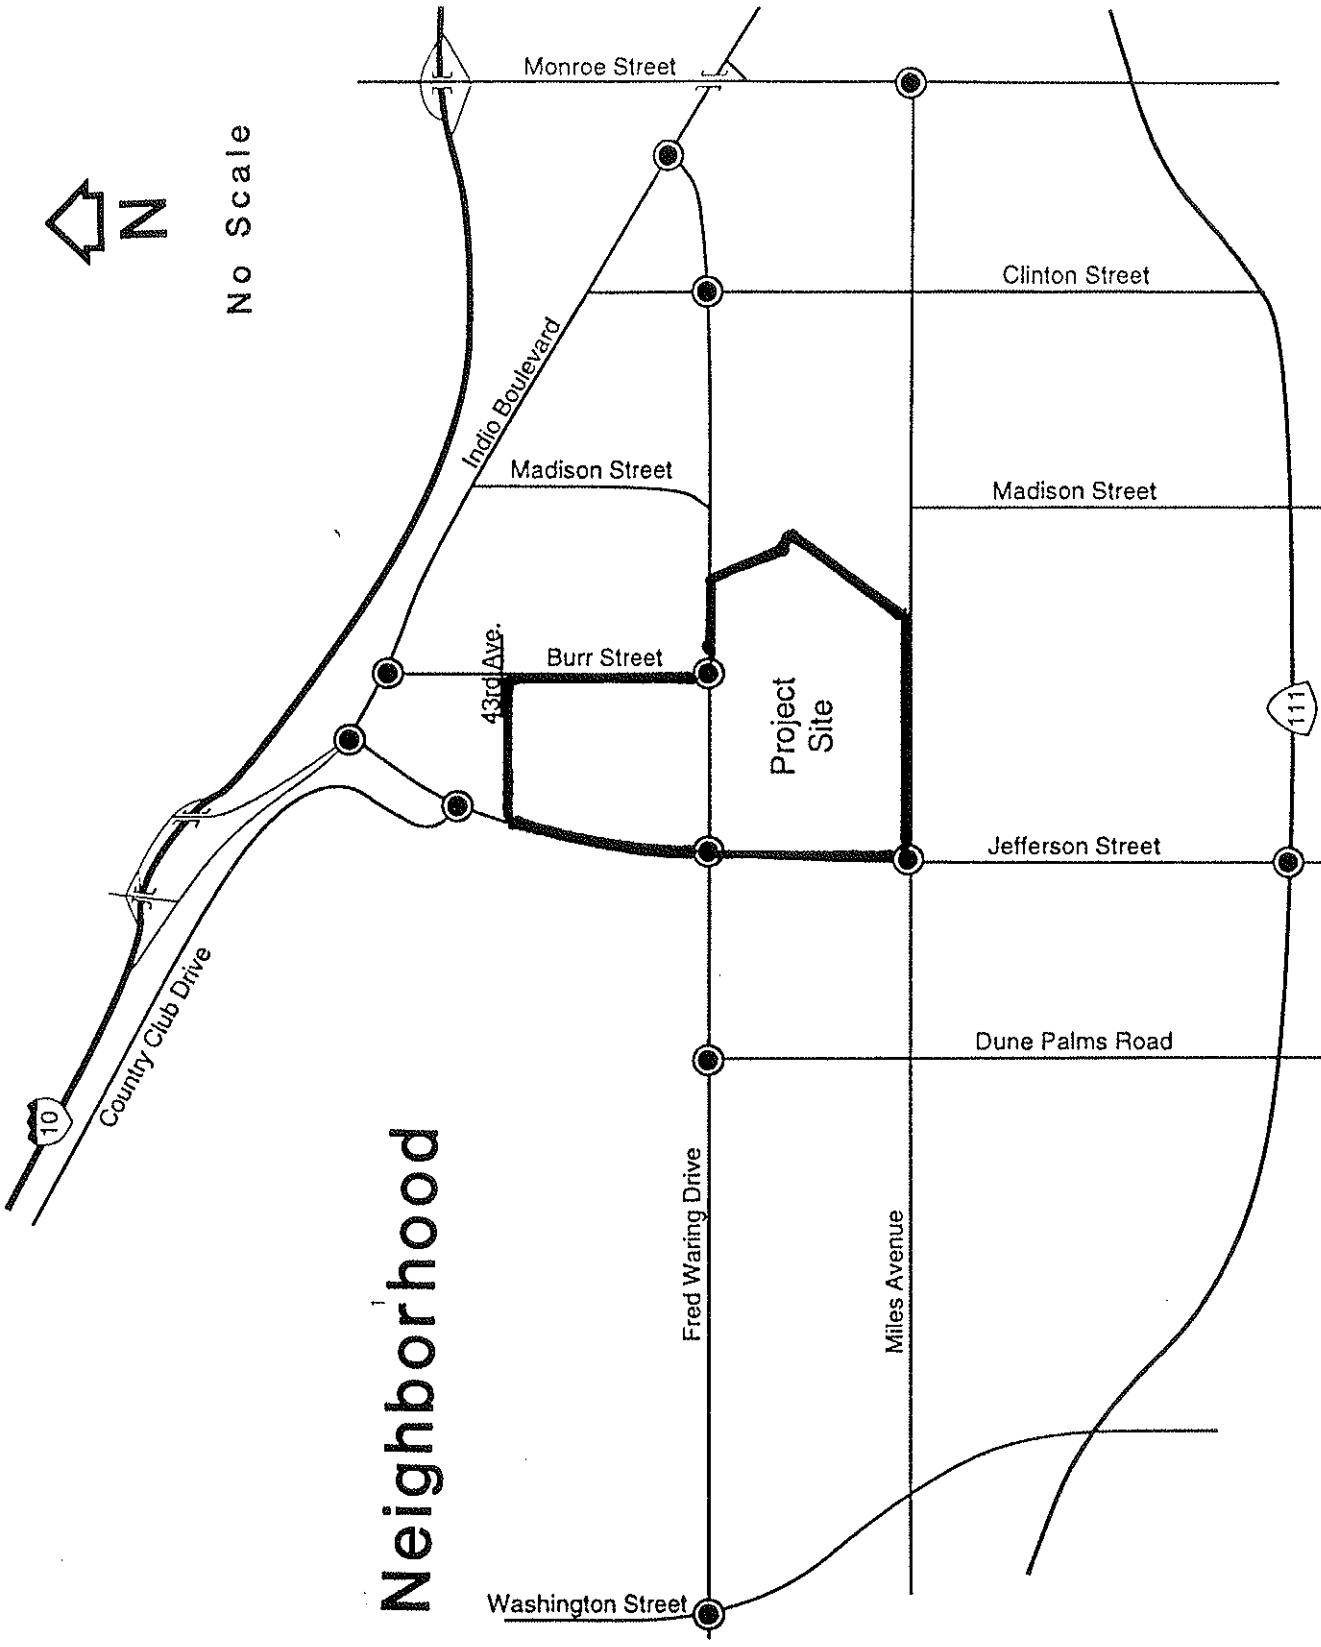 Monroe Street
N
No Scale
Clinton Street
Indio Boulevard
Madison Street
Madison Street
43rd Ave.
Burr Street
Project
Site
111
Jefferson Street
Country Club Drive
10
Dune Palms Road
Neighborhood
Fred Waring Drive
Miles Avenue
Washington Street